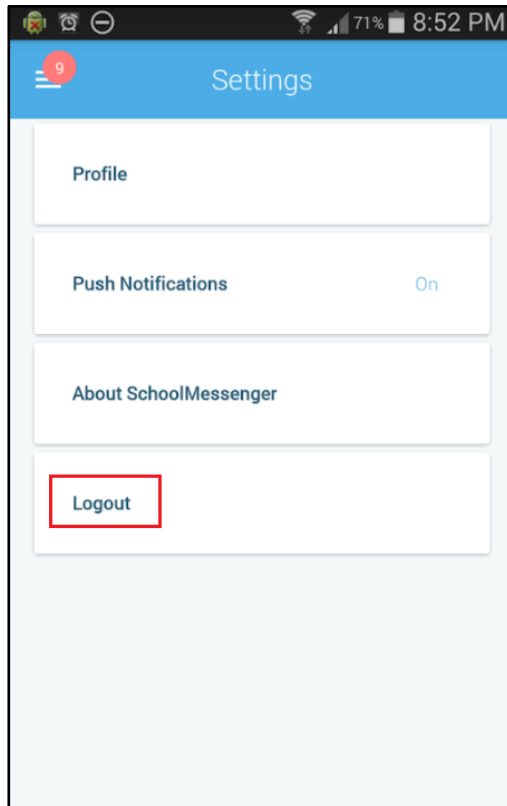 71% 8:52 PM
9
Settings
Profile
Push Notifications On
About SchoolMessenger
Logout